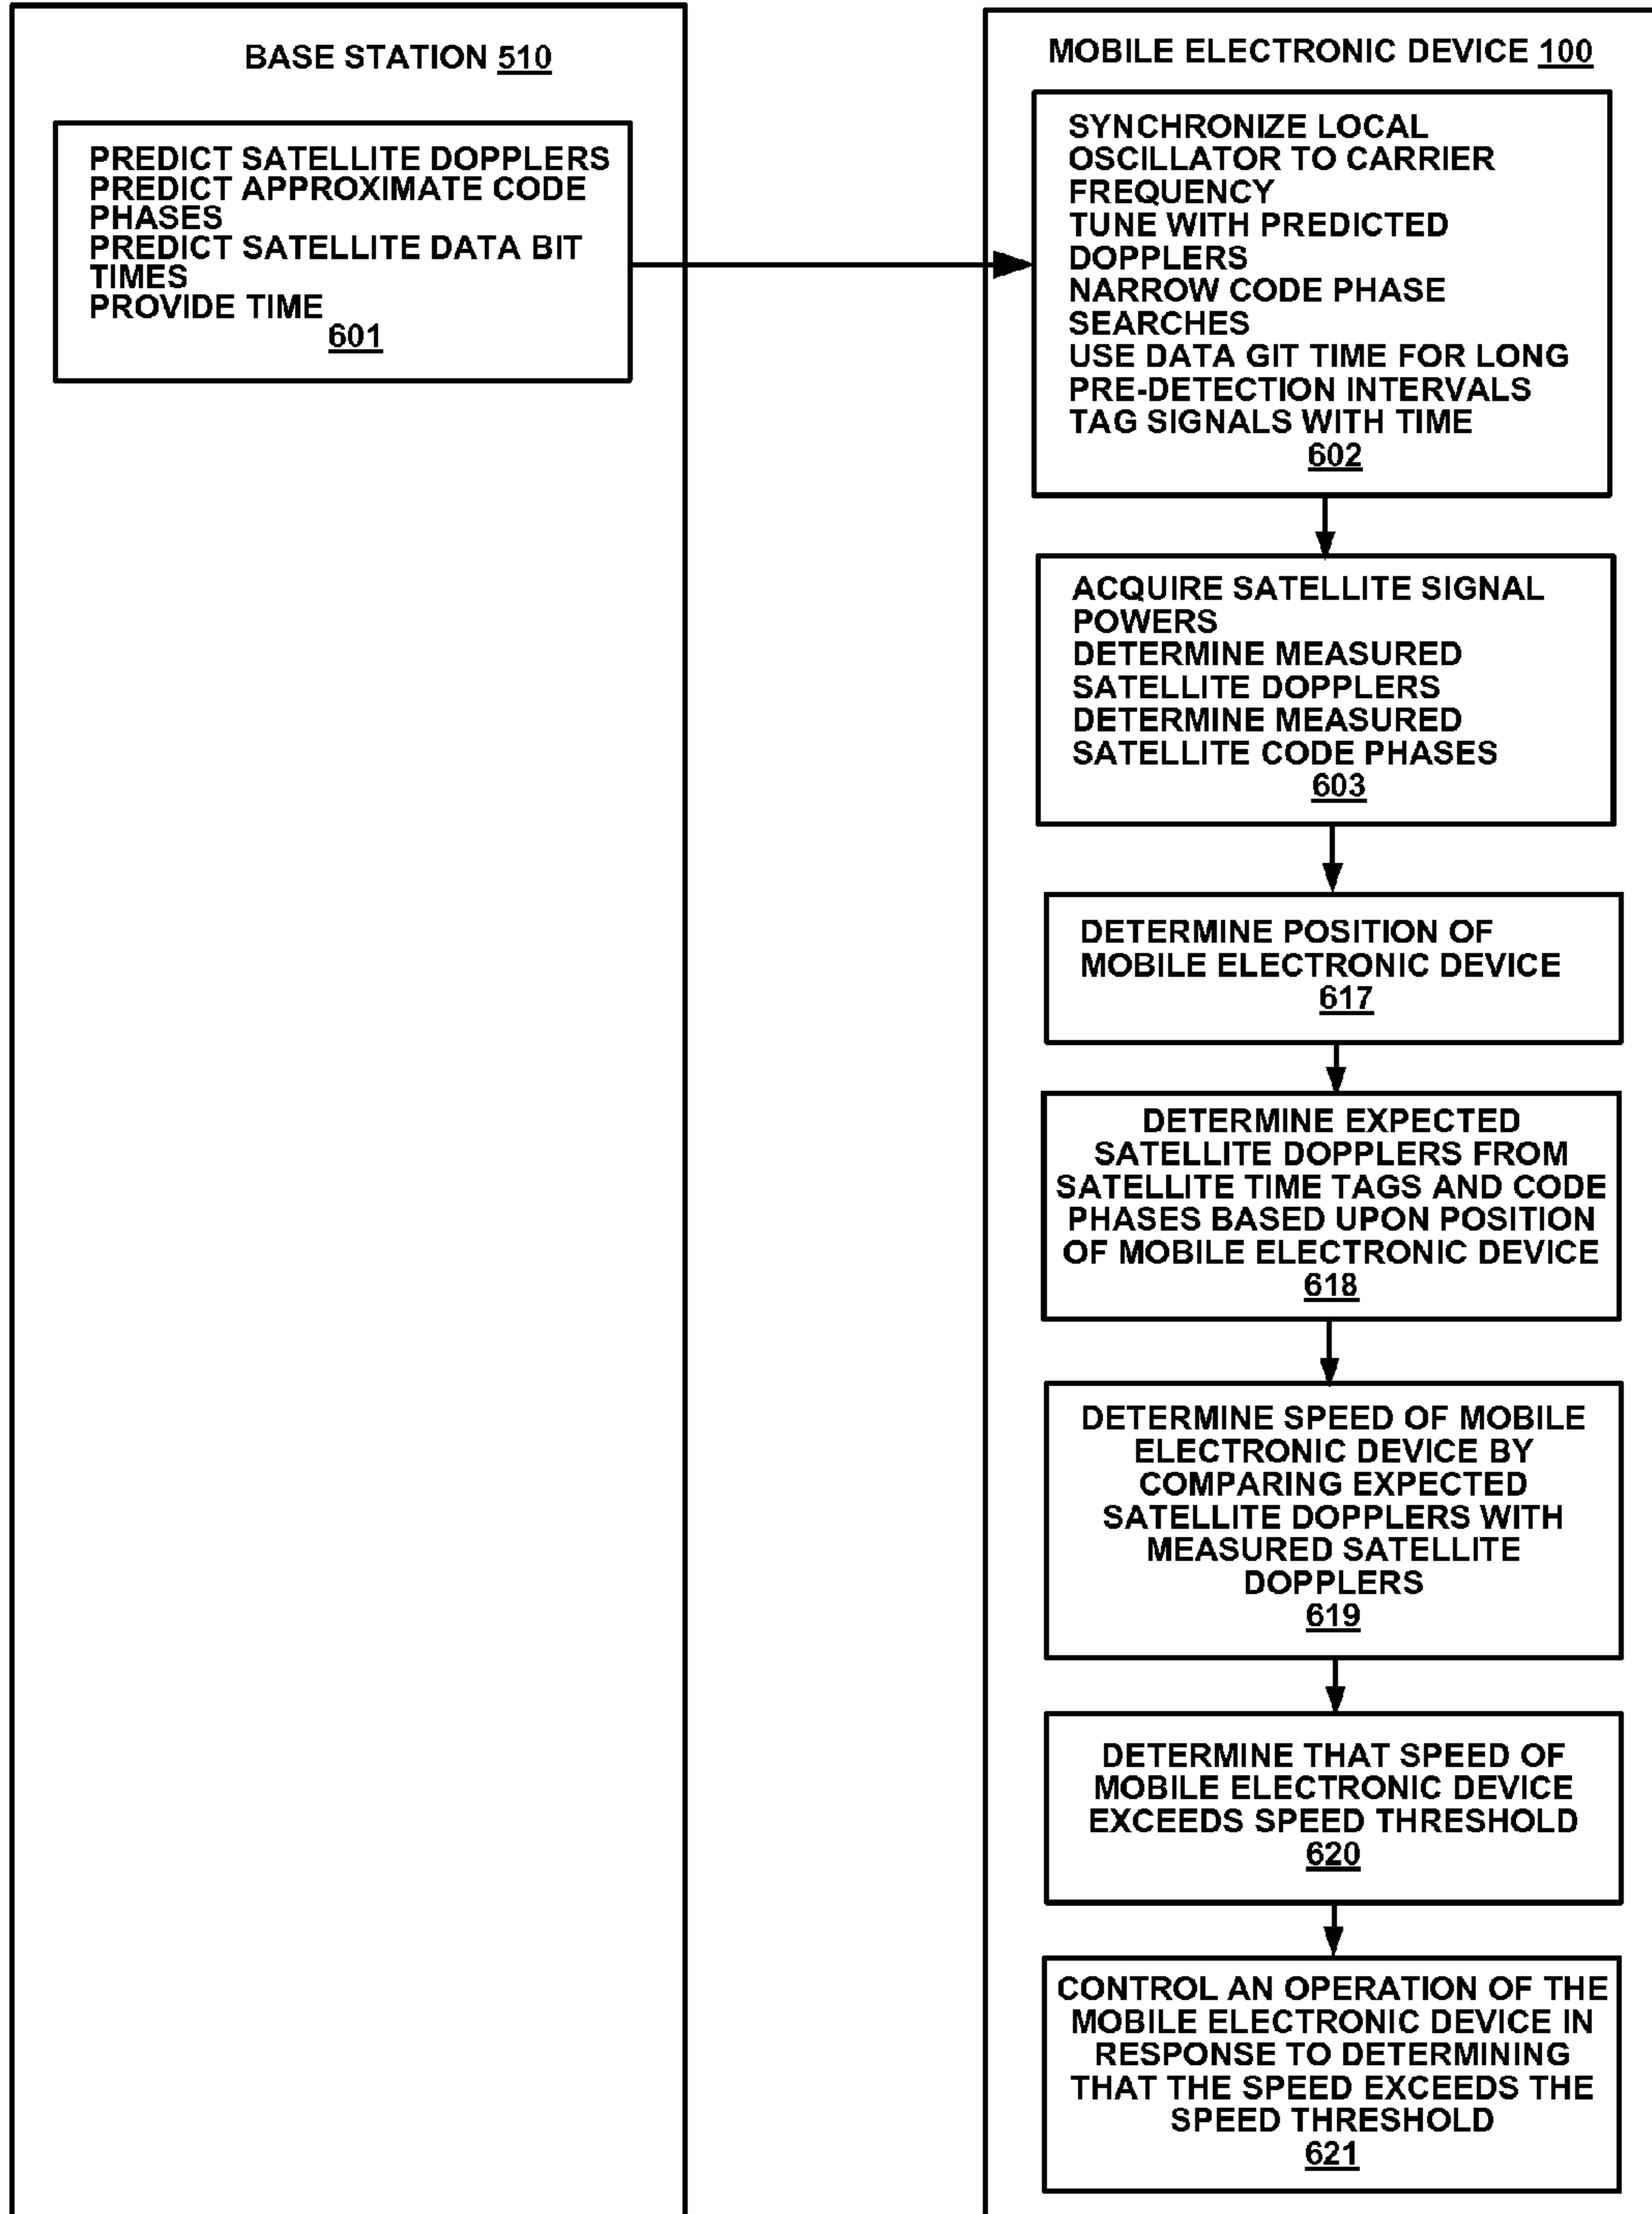 BASE STATION 510
PREDICT SATELLITE DOPPLERS
PREDICT APPROXIMATE CODE
PHASES
PREDICT SATELLITE DATA BIT
TIMES
PROVIDE TIME
601
MOBILE ELECTRONIC DEVICE 100
SYNCHRONIZE LOCAL
OSCILLATOR TO CARRIER
FREQUENCY
TUNE WITH PREDICTED
DOPPLERS
NARROW CODE PHASE
SEARCHES
USE DATA GIT TIME FOR LONG
PRE-DETECTION INTERVALS
TAG SIGNALS WITH TIME
602
ACQUIRE SATELLITE SIGNAL
POWERS
DETERMINE MEASURED
SATELLITE DOPPLERS
DETERMINE MEASURED
SATELLITE CODE PHASES
603
DETERMINE POSITION OF
MOBILE ELECTRONIC DEVICE
617
DETERMINE EXPECTED
SATELLITE DOPPLERS FROM
SATELLITE TIME TAGS AND CODE
PHASES BASED UPON POSITION
OF MOBILE ELECTRONIC DEVICE
618
DETERMINE SPEED OF MOBILE
ELECTRONIC DEVICE BY
COMPARING EXPECTED
SATELLITE DOPPLERS WITH
MEASURED SATELLITE
DOPPLERS
619
DETERMINE THAT SPEED OF
MOBILE ELECTRONIC DEVICE
EXCEEDS SPEED THRESHOLD
620
CONTROL AN OPERATION OF THE
MOBILE ELECTRONIC DEVICE IN
RESPONSE TO DETERMINING
THAT THE SPEED EXCEEDS THE
SPEED THRESHOLD
621